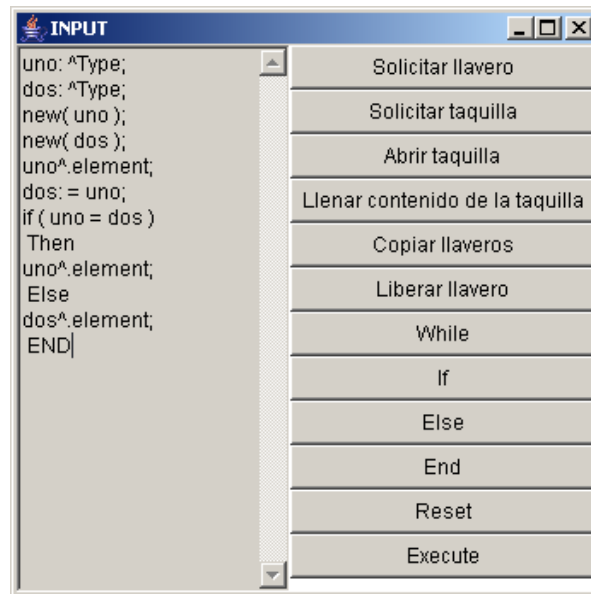 INPUT
uno: ^Type;
dos: ^Type;
new( uno );
new( dos );
uno^.element;
dos: = uno;
if ( uno = dos )
Then
uno^.element;
Else
dos^.element;
END
Solicitar llavero
Solicitar taquilla
Abrir taquilla
Llenar contenido de la taquilla
Copiar llaveros
Liberar llavero
While
If
Else
End
Reset
Execute